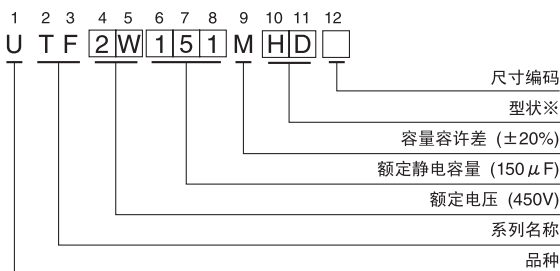 1 2 3 4 5 6 7 8 9 10 11 12
U T F 2 W 1 5 1 M H D
尺寸编码
型状※
容量容许差 (±20%)
额定静电容量 (150μF)
额定电压 (450V)
系列名称
品种